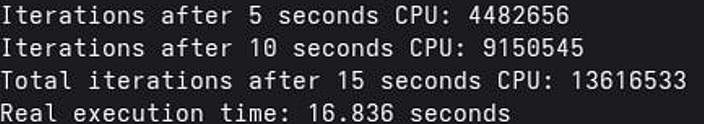 Iterations after 5 seconds CPU: 4482656
Iterations after 10 seconds CPU: 9150545
Total iterations after 15 seconds CPU: 13616533
Real execution time: 16.836 seconds